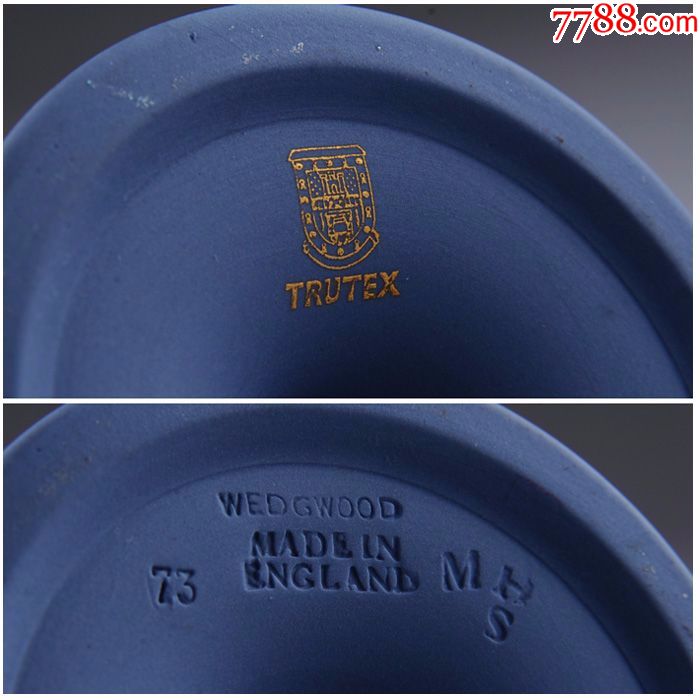 7788.com
TRUTEX
WEDGWOOD
MADE IN
ENGLAND
73
M H
S